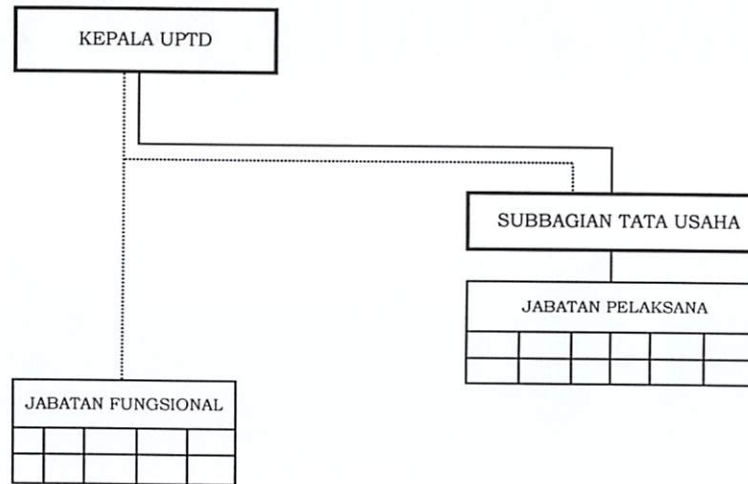 KEPALA UPTD
SUBBAGIAN TATA USAHA
JABATAN PELAKSANA
JABATAN FUNGSIONAL